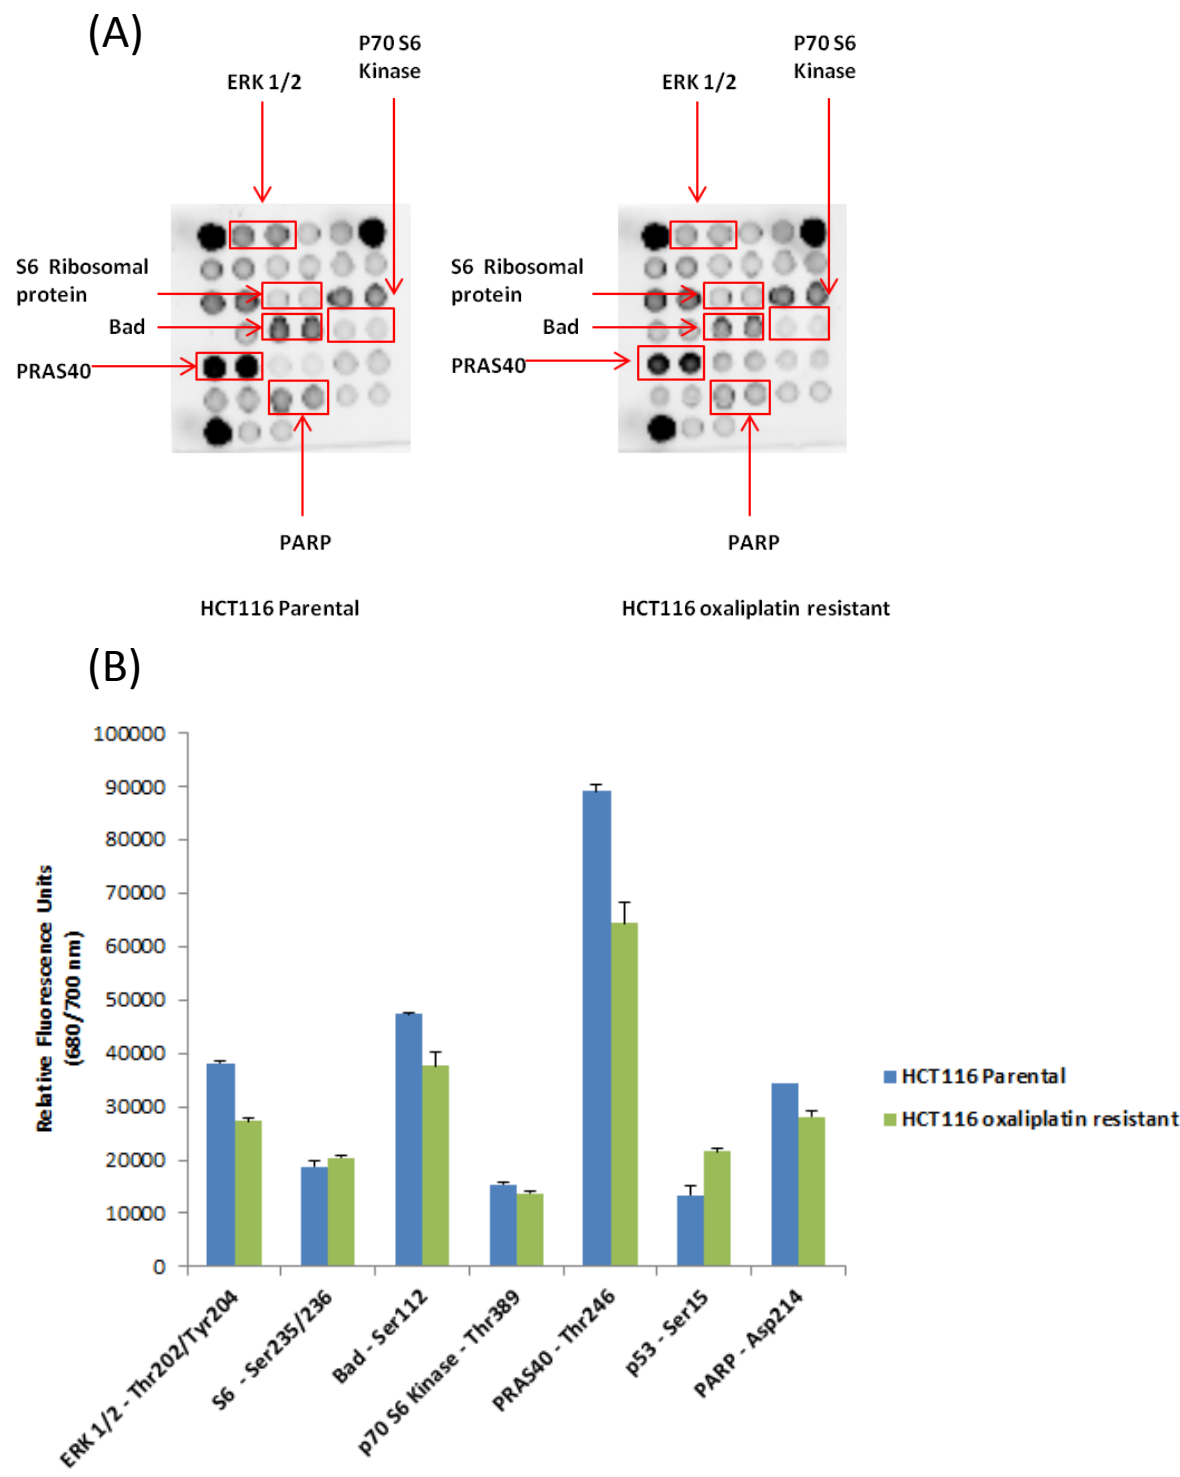 (A)
P70 S6
Kinase
ERK 1/2
S6 Ribosomal
protein
Bad
PRAS40
PARP
HCT116 Parental
P70 S6
Kinase
ERK 1/2
S6 Ribosomal
protein
Bad
PRAS40
PARP
HCT116 oxaliplatin resistant
(B)
Relative Fluorescence Units
(680/700 nm)
100000
90000
80000
70000
60000
50000
40000
30000
20000
10000
0
ERK 1/2 - Thr202/Tyr204
S6 - Ser235/236
Bad - Ser112
p70 S6 Kinase - Thr389
PRAS40 - Thr246
p53 - Ser15
PARP - Asp214
HCT116 Parental
HCT116 oxaliplatin resistant